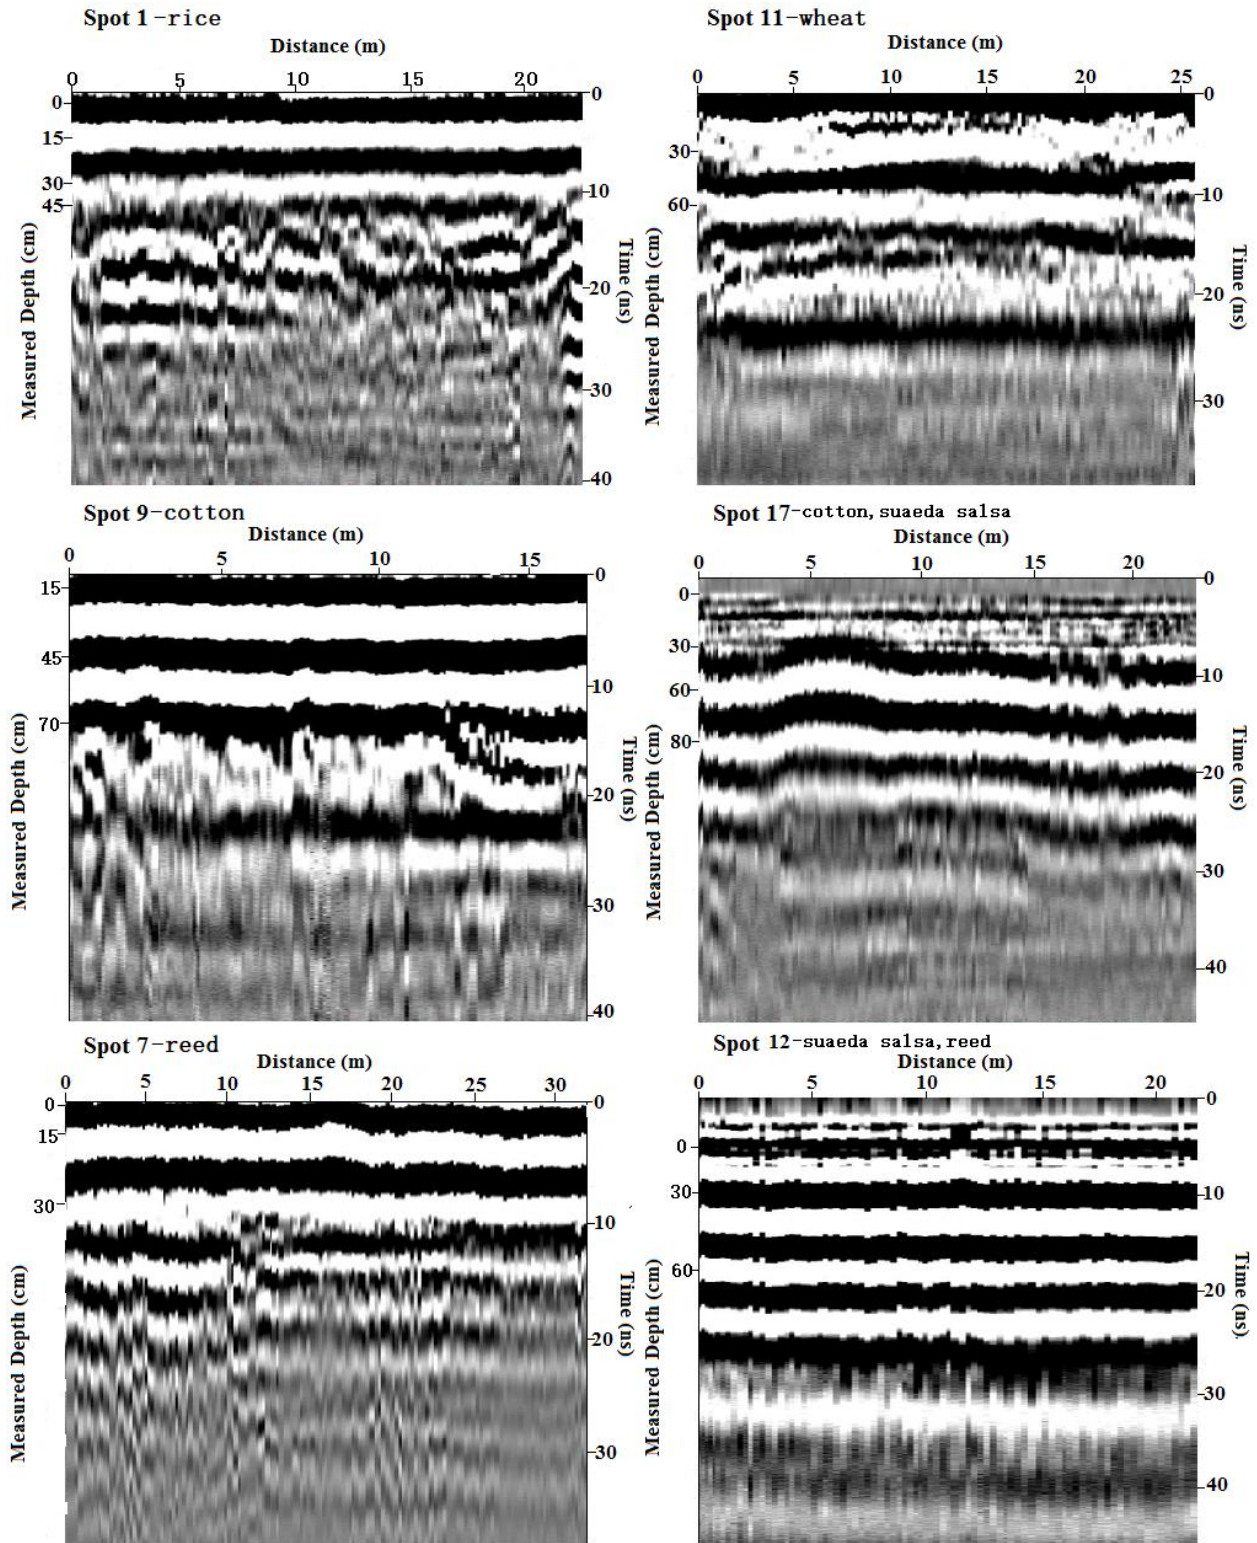 Spot 1-rice
Distance (m)
0 5 10 15 20
0
15
30
45
Measured Depth (cm)
0
10
20
30
40
Time (ns)
Spot 11-wheat
Distance (m)
0 5 10 15 20 25
30
60
Measured Depth (cm)
0
10
20
30
Time (ns)
Spot 9-cotton
Distance (m)
0 5 10 15
15
45
70
Measured Depth (cm)
0
10
20
30
40
Time (ns)
Spot 17-cotton, suaeda salsa
Distance (m)
0 5 10 15 20
0
30
60
80
Measured Depth (cm)
0
10
20
30
40
Time (ns)
Spot 7-reed
Distance (m)
0 5 10 15 20 25 30
0
15
30
Measured Depth (cm)
0
10
20
30
Time (ns)
Spot 12-suaeda salsa, reed
Distance (m)
0 5 10 15 20
0
30
60
Measured Depth (cm)
0
10
20
30
40
Time (ns)